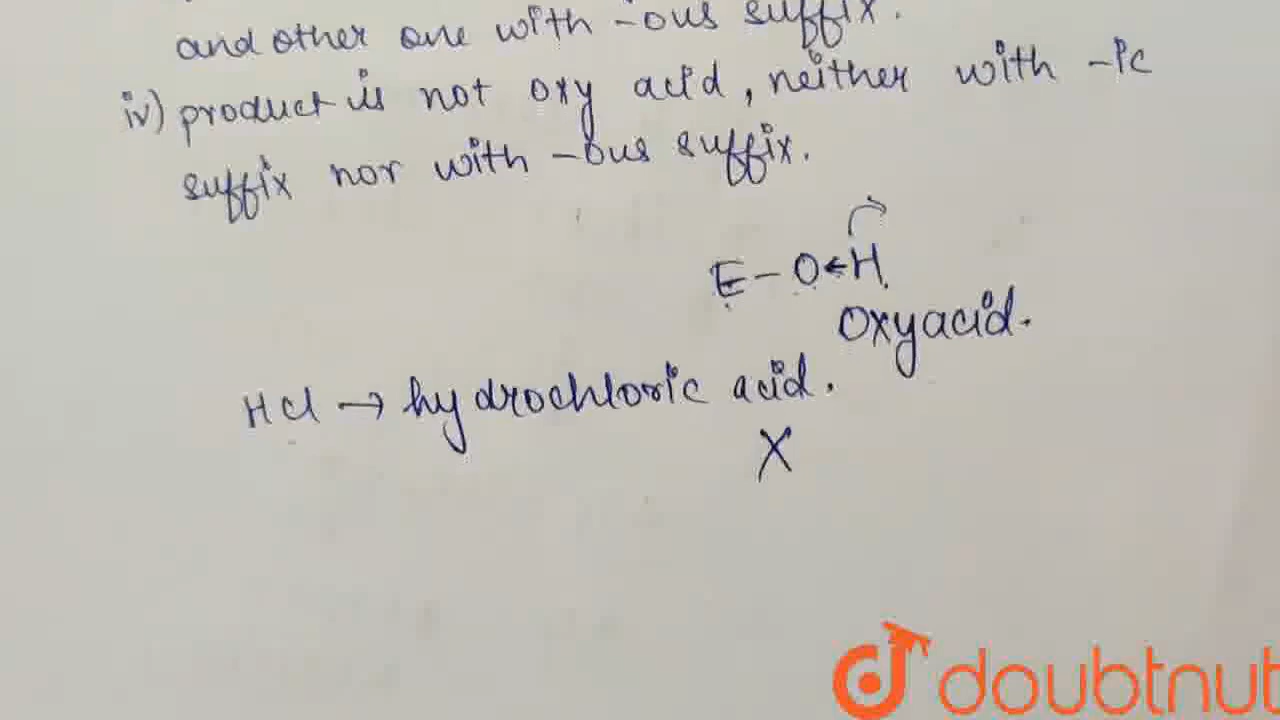 and other one with -ous suffix.
iv) product is not oxy acid, neither with -ic
suffix nor with -ous suffix.
E-O←H
Oxyacid.
HCl → hydrochloric acid.
X
doubtnut